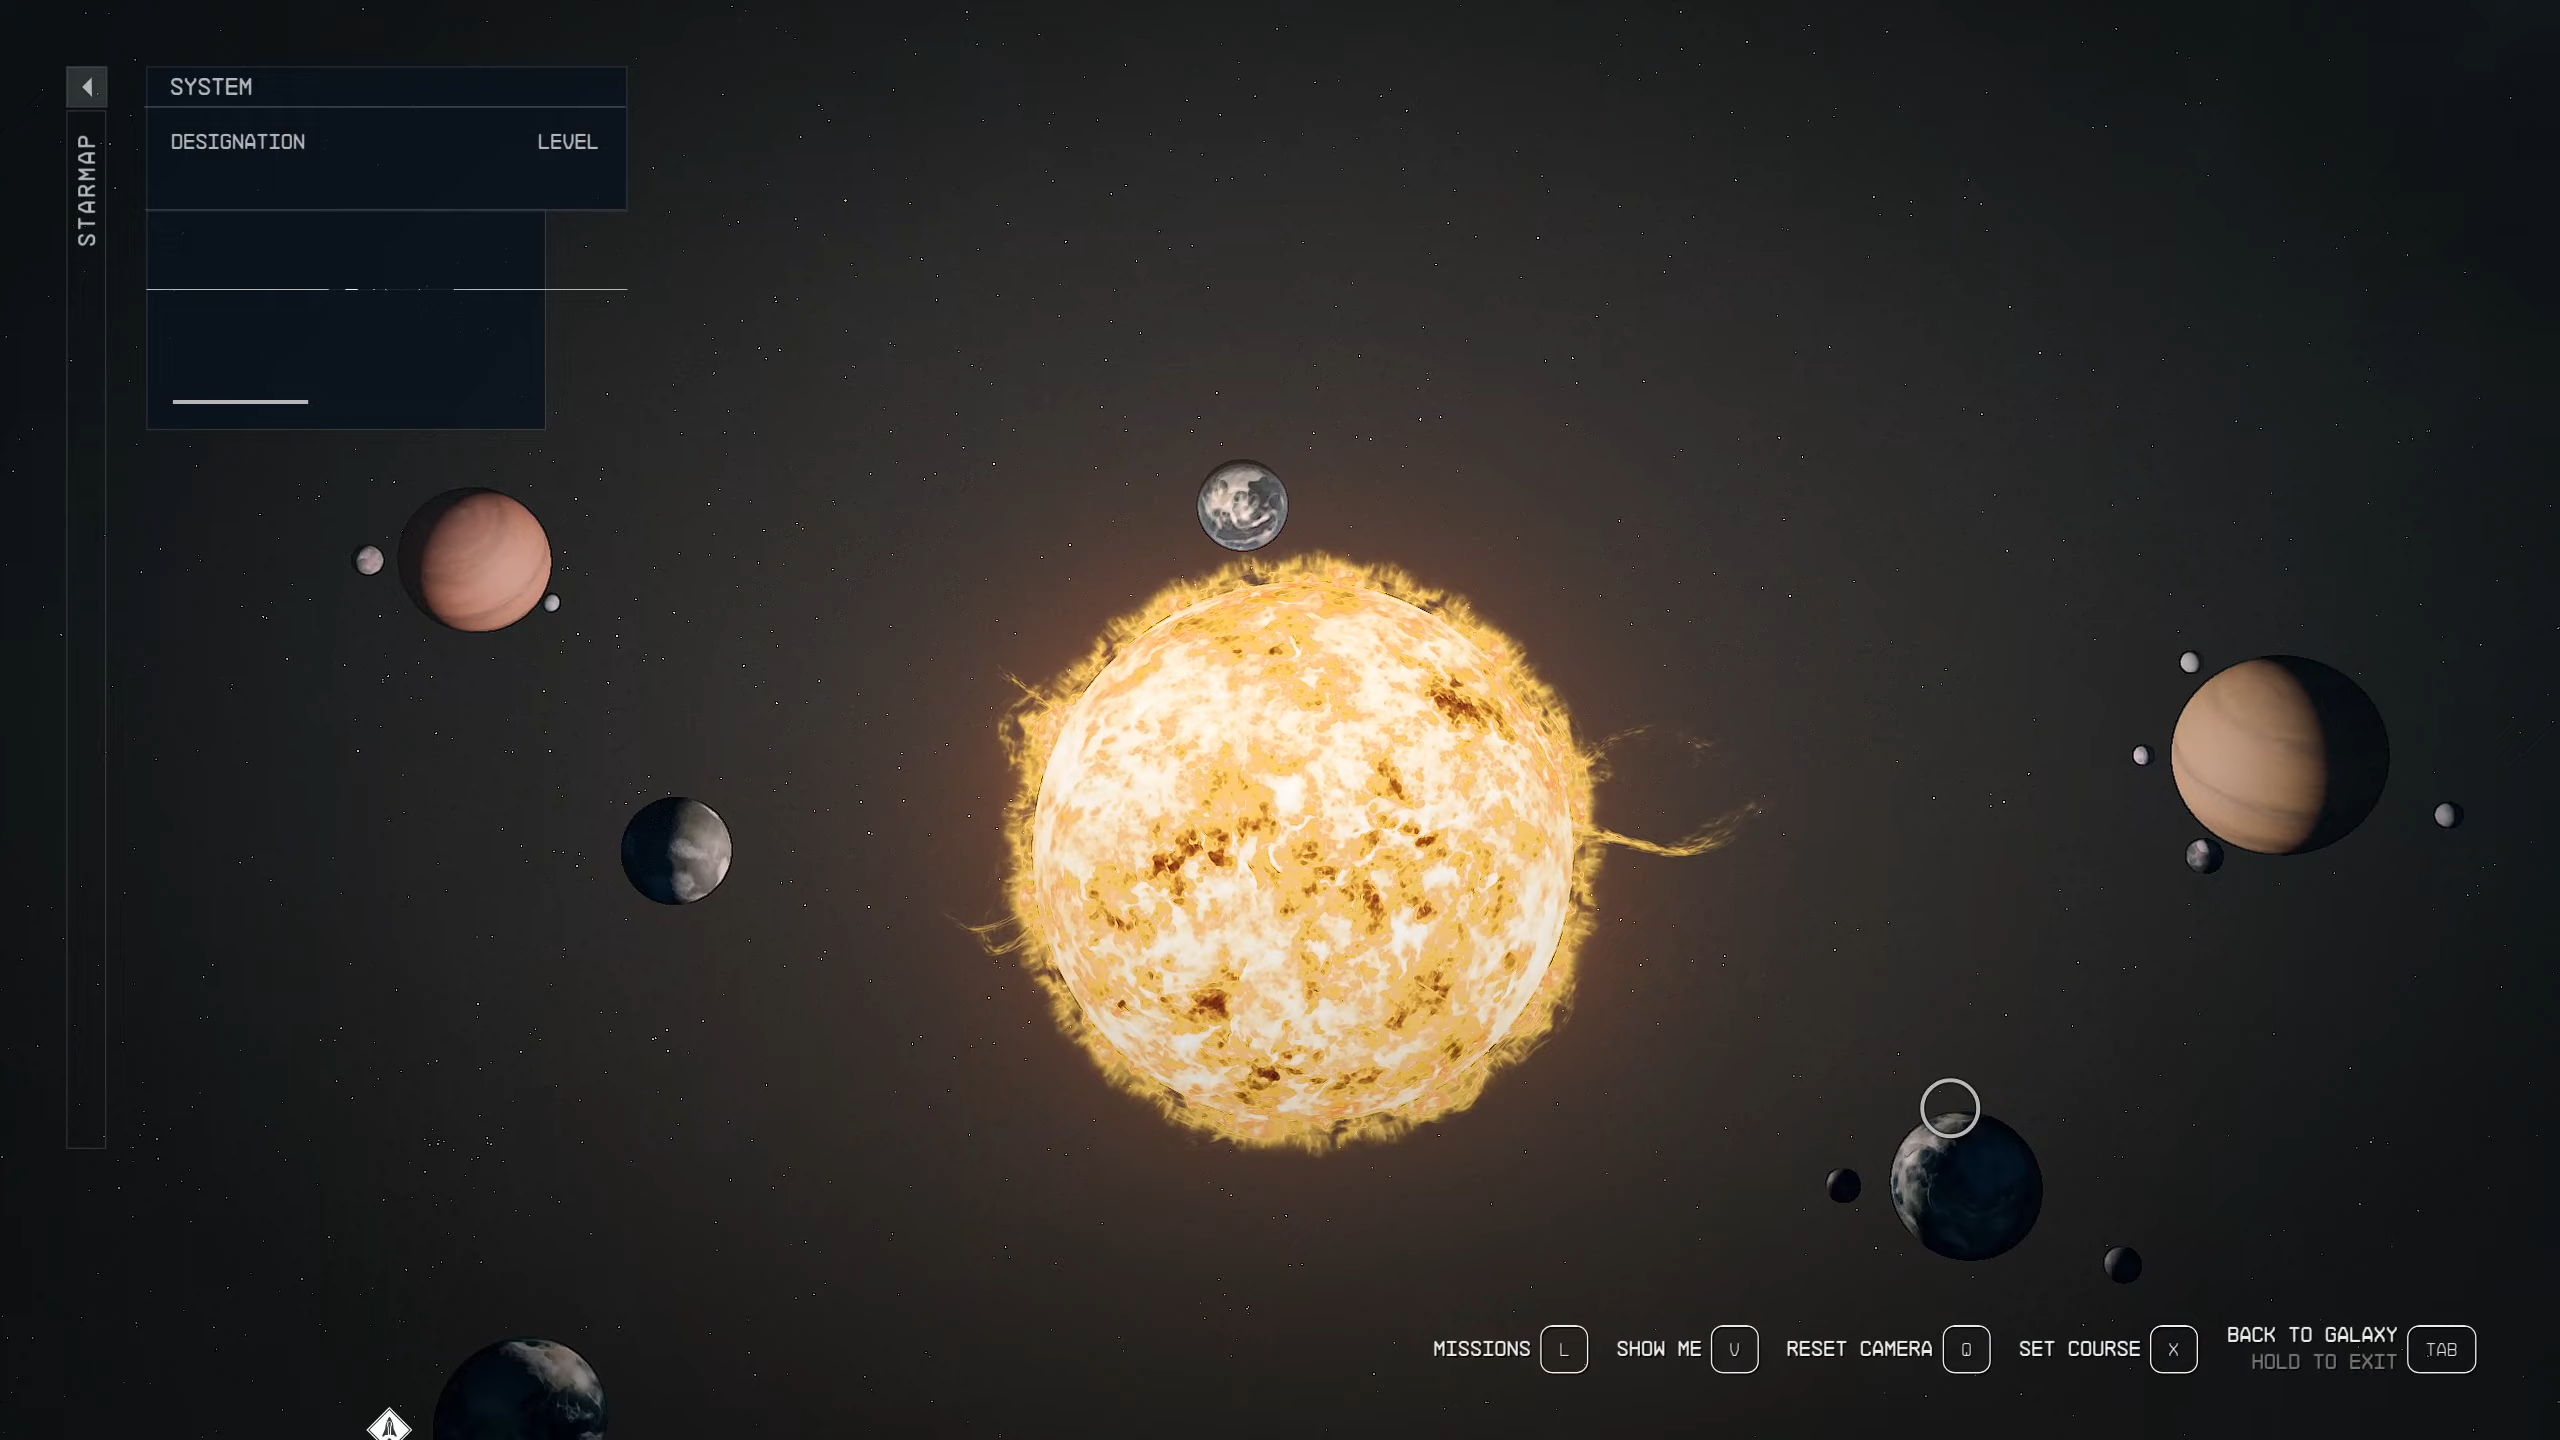 SYSTEM
DESIGNATION LEVEL
STARMAP
MISSIONS L SHOW ME V RESET CAMERA Q SET COURSE X BACK TO GALAXY TAB
HOLD TO EXIT